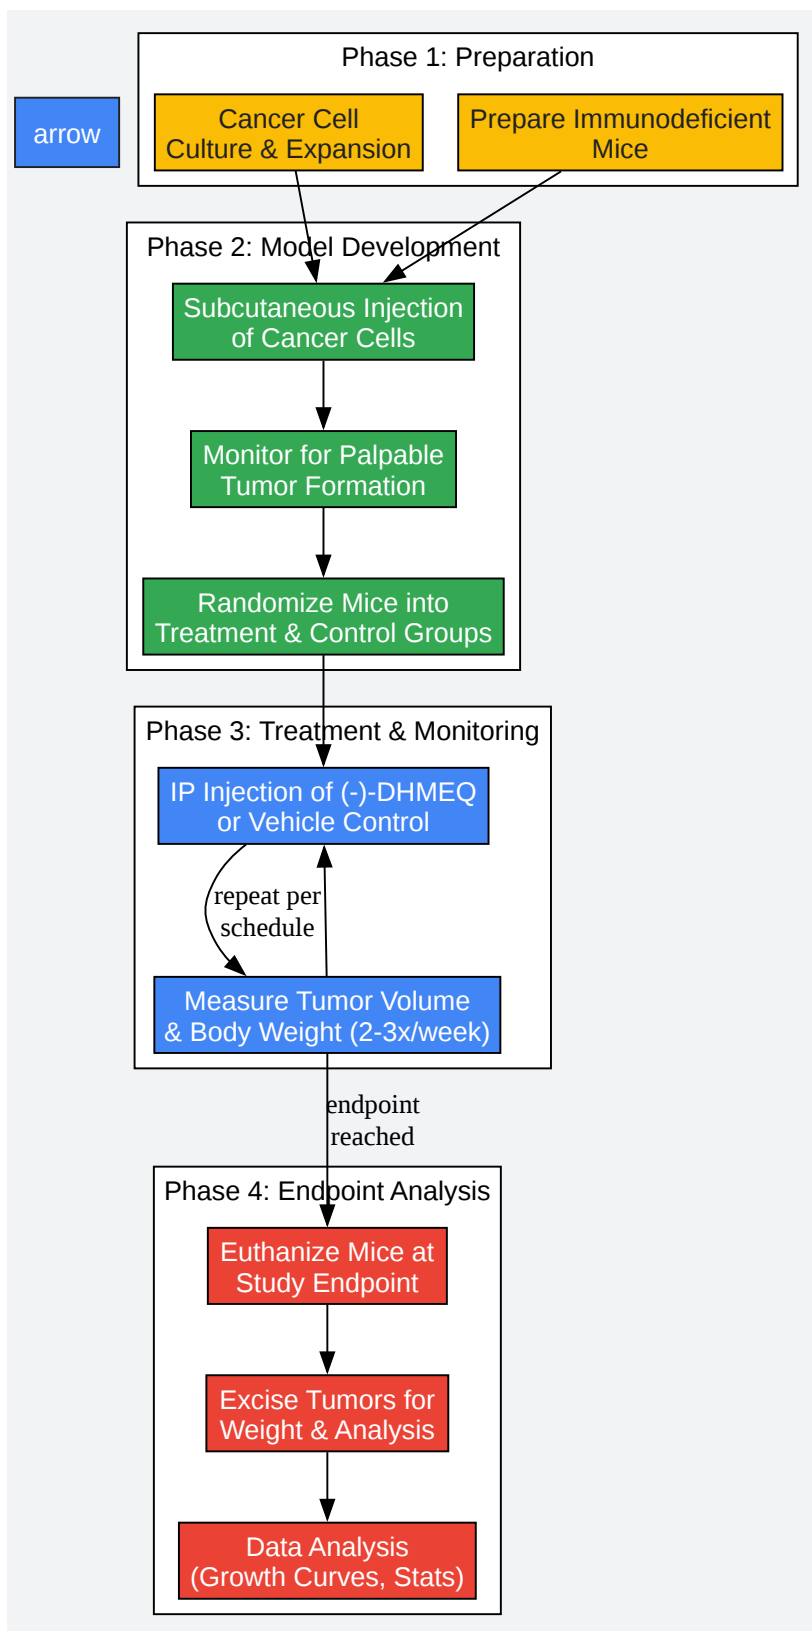 Phase 1: Preparation
arrow
Cancer Cell
Culture & Expansion
Prepare Immunodeficient
Mice
Phase 2: Model Development
Subcutaneous Injection
of Cancer Cells
Monitor for Palpable
Tumor Formation
Randomize Mice into
Treatment & Control Groups
Phase 3: Treatment & Monitoring
IP Injection of (-)-DHMEQ
or Vehicle Control
repeat per
schedule
Measure Tumor Volume
& Body Weight (2-3x/week)
endpoint
reached
Phase 4: Endpoint Analysis
Euthanize Mice at
Study Endpoint
Excise Tumors for
Weight & Analysis
Data Analysis
(Growth Curves, Stats)